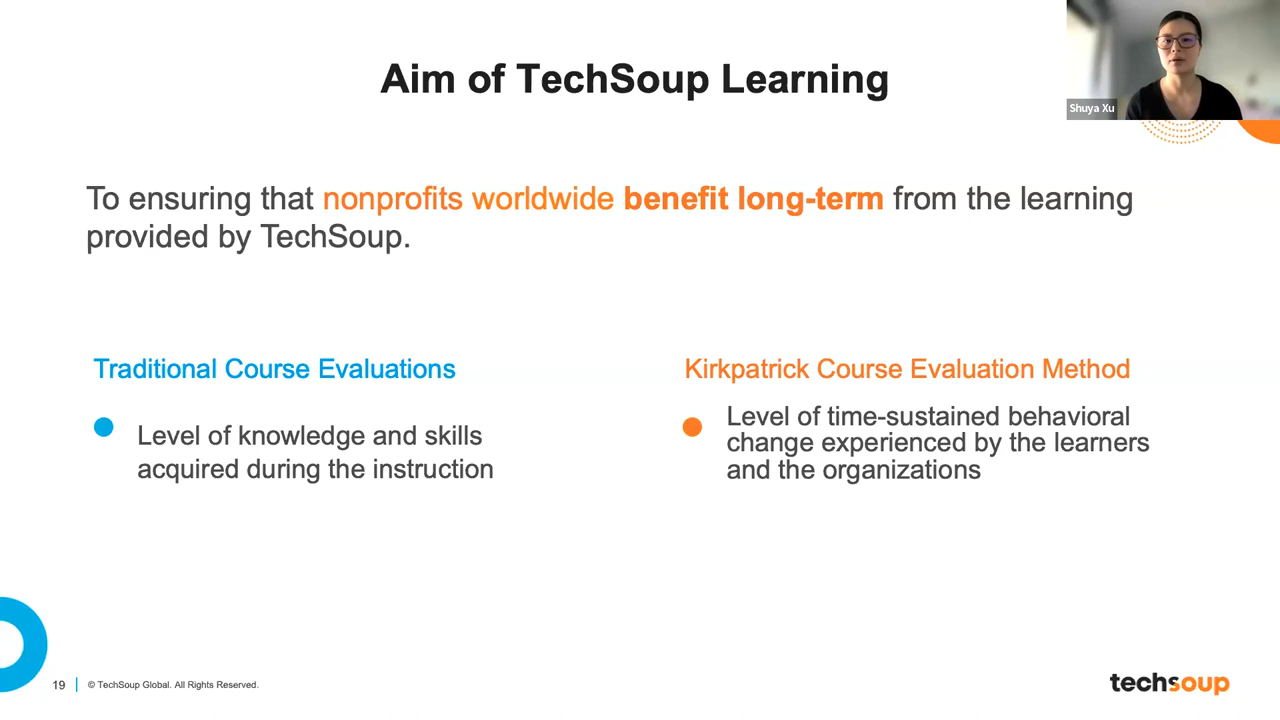 Aim of TechSoup Learning
Shuya Xu
To ensuring that nonprofits worldwide benefit long-term from the learning
provided by TechSoup.
Traditional Course Evaluations
Level of knowledge and skills
acquired during the instruction
Kirkpatrick Course Evaluation Method
Level of time-sustained behavioral
change experienced by the learners
and the organizations
19
© TechSoup Global. All Rights Reserved.
techsoup